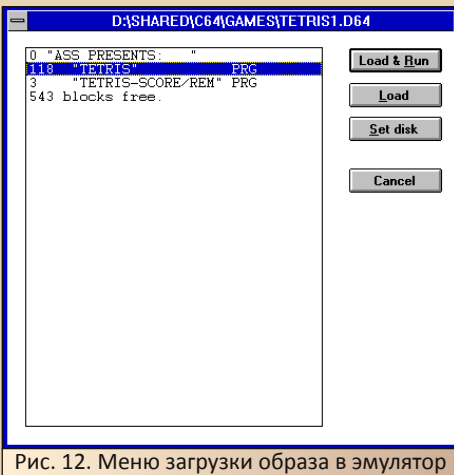 D:\SHARED\C64\GAMES\TETRIS1.D64
0 "ASS PRESENTS: "
118 "TETRIS" PRG
3 "TETRIS-SCORE/REM" PRG
543 blocks free.
Load & Run
Load
Set disk
Cancel
Рис. 12. Меню загрузки образа в эмулятор